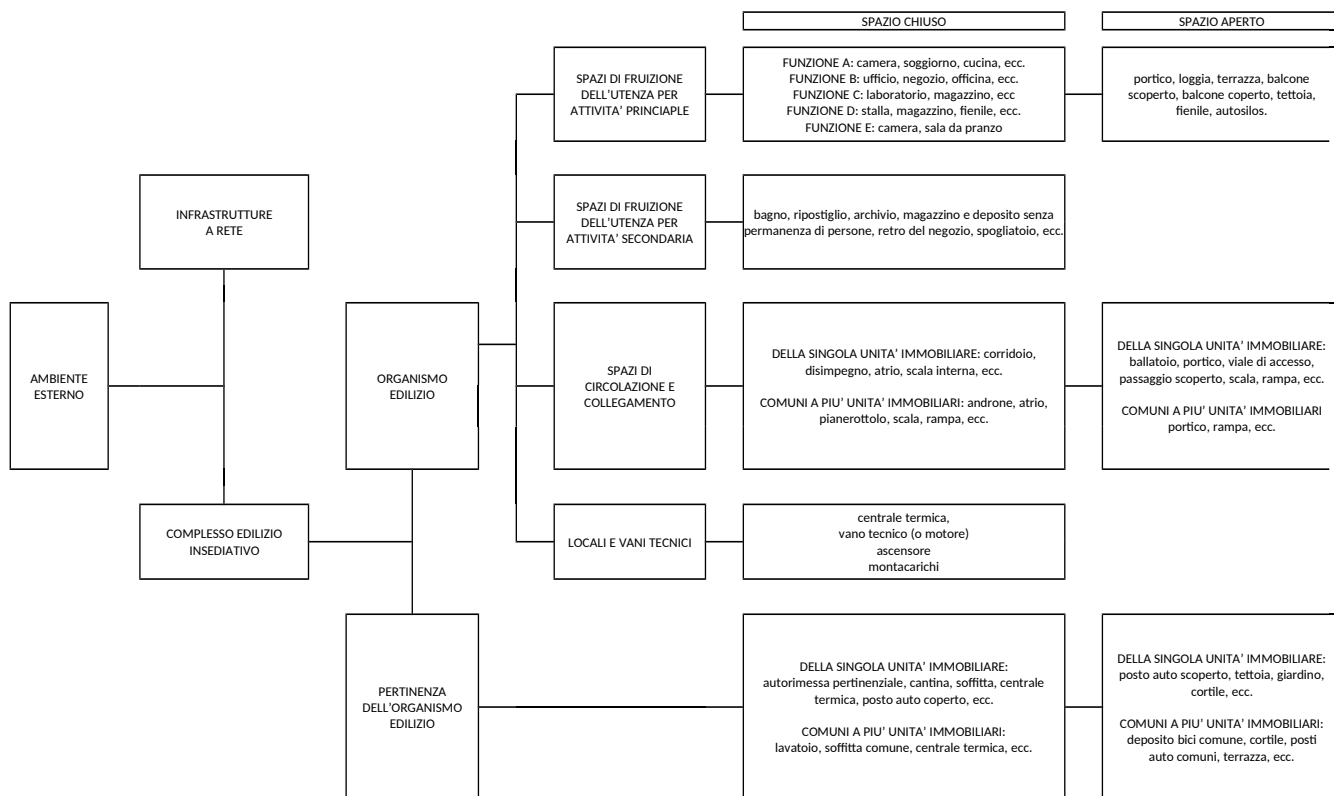 SPAZIO CHIUSO
SPAZIO APERTO
SPAZI DI FRUIZIONE
DELL'UTENZA PER
ATTIVITA' PRINCIAPLE
FUNZIONE A: camera, soggiorno, cucina, ecc.
FUNZIONE B: ufficio, negozio, officina, ecc.
FUNZIONE C: laboratorio, magazzino, ecc
FUNZIONE D: stalla, magazzino, fienile, ecc.
FUNZIONE E: camera, sala da pranzo
portico, loggia, terrazza, balcone
scoperto, balcone coperto, tettoia,
fienile, autosilos.
INFRASTRUTTURE
A RETE
SPAZI DI FRUIZIONE
DELL'UTENZA PER
ATTIVITA' SECONDARIA
bagno, ripostiglio, archivio, magazzino e deposito senza
permanenza di persone, retro del negozio, spogliatoio, ecc.
AMBIENTE
ESTERNO
ORGANISMO
EDILIZIO
SPAZI DI
CIRCOLAZIONE E
COLLEGAMENTO
DELLA SINGOLA UNITA' IMMOBILIARE: corridoio,
disimpegno, atrio, scala interna, ecc.
COMUNI A PIU' UNITA' IMMOBILIARI: androne, atrio,
pianerottolo, scala, rampa, ecc.
DELLA SINGOLA UNITA' IMMOBILIARE:
ballatoio, portico, viale di accesso,
passaggio scoperto, scala, rampa, ecc.
COMUNI A PIU' UNITA' IMMOBILIARI
portico, rampa, ecc.
COMPLESSO EDILIZIO
INSEDIATIVO
LOCALI E VANI TECNICI
centrale termica,
vano tecnico (o motore)
ascensore
montacarichi
PERTINENZA
DELL'ORGANISMO
EDILIZIO
DELLA SINGOLA UNITA' IMMOBILIARE:
autorimessa pertinenziale, cantina, soffitta, centrale
termica, posto auto coperto, ecc.
COMUNI A PIU' UNITA' IMMOBILIARI:
lavatoio, soffitta comune, centrale termica, ecc.
DELLA SINGOLA UNITA' IMMOBILIARE:
posto auto scoperto, tettoia, giardino,
cortile, ecc.
COMUNI A PIU' UNITA' IMMOBILIARI:
deposito bici comune, cortile, posti
auto comuni, terrazza, ecc.